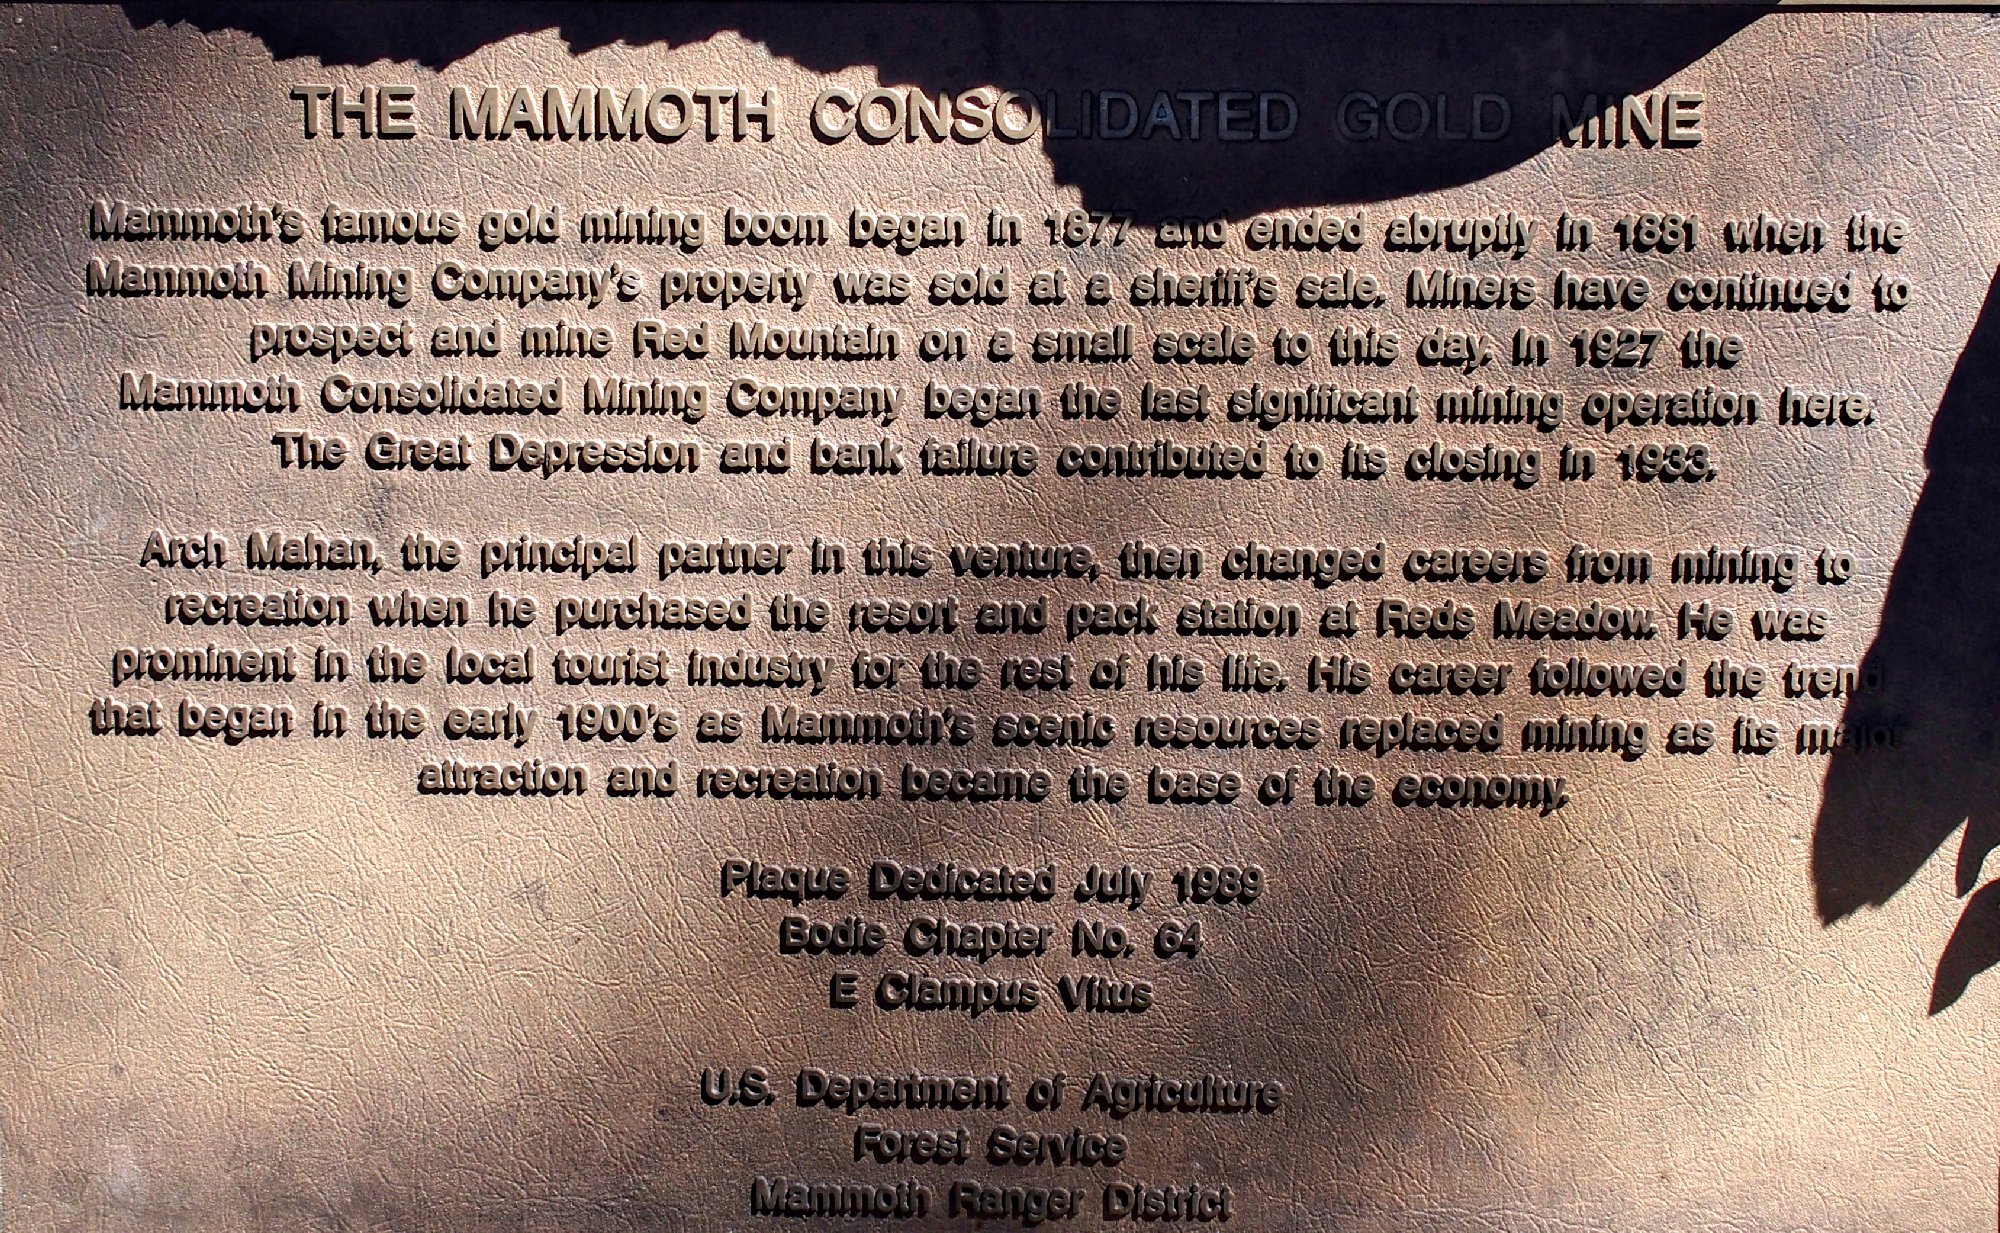 THE MAMMOTH CONSOLIDATED GOLD MINE
Mammoth's famous gold mining boom began in 1877 and ended abruptly in 1881 when the
Mammoth Mining Company's property was sold at a sheriff's sale. Miners have continued to
prospect and mine Red Mountain on a small scale to this day. In 1927 the
Mammoth Consolidated Mining Company began the last significant mining operation here.
The Great Depression and bank failure contributed to its closing in 1933.
Arch Mahan, the principal partner in this venture, then changed careers from mining to
recreation when he purchased the resort and pack station at Reds Meadow. He was
prominent in the local tourist industry for the rest of his life. His career followed the trend
that began in the early 1900's as Mammoth's scenic resources replaced mining as its major
attraction and recreation became the base of the economy.
Plaque Dedicated July 1989
Bodie Chapter No. 64
E Clampus Vitus
U.S. Department of Agriculture
Forest Service
Mammoth Ranger District